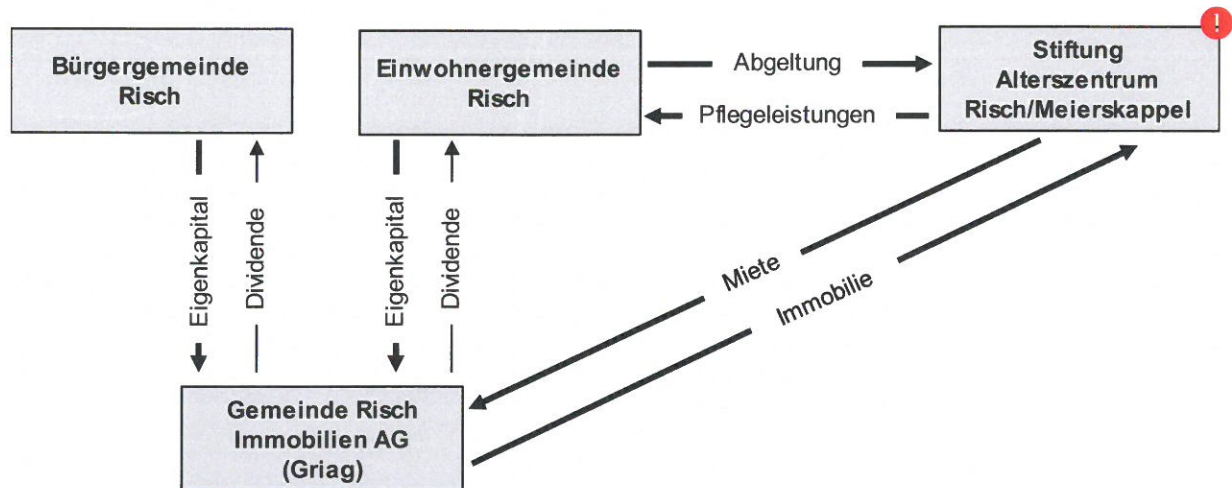 Bürgergemeinde
Risch
Einwohnergemeinde
Risch
Abgeltung
Pflegeleistungen
!
Stiftung
Alterszentrum
Risch/Meierskappel
Eigenkapital
Dividende
Eigenkapital
Dividende
Miete
Immobilie
Gemeinde Risch
Immobilien AG
(Griag)